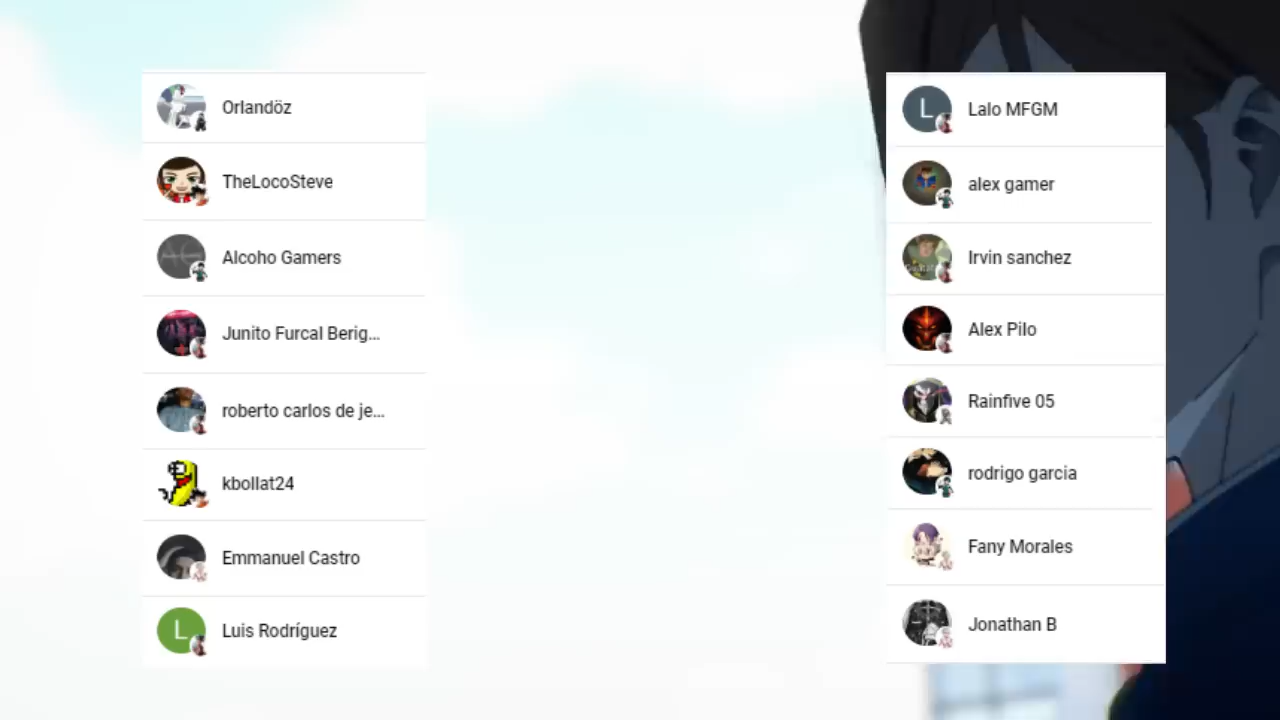 Orlandöz
TheLocoSteve
Alcoho Gamers
Junito Furcal Berig...
roberto carlos de je...
kbollat24
Emmanuel Castro
L
Luis Rodríguez
L
Lalo MFGM
alex gamer
Irvin sanchez
Alex Pilo
Rainfive 05
rodrigo garcia
Fany Morales
Jonathan B